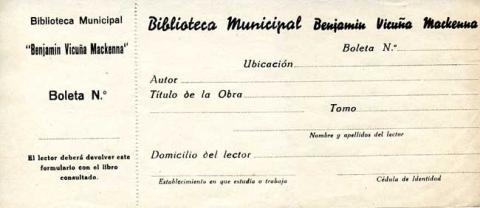 Biblioteca Municipal
"Benjamin Vicuña Mackenna"
Boleta N.º
El lector deberá devolver este
formulario con el libro
consultado.
Biblioteca Municipal Benjamin Vicuña Mackenna
Boleta N.º
Ubicación
Autor
Título de la Obra
Tomo
Nombre y apellidos del lector
Domicilio del lector
Establecimiento en que estudia o trabaja
Cédula de Identidad